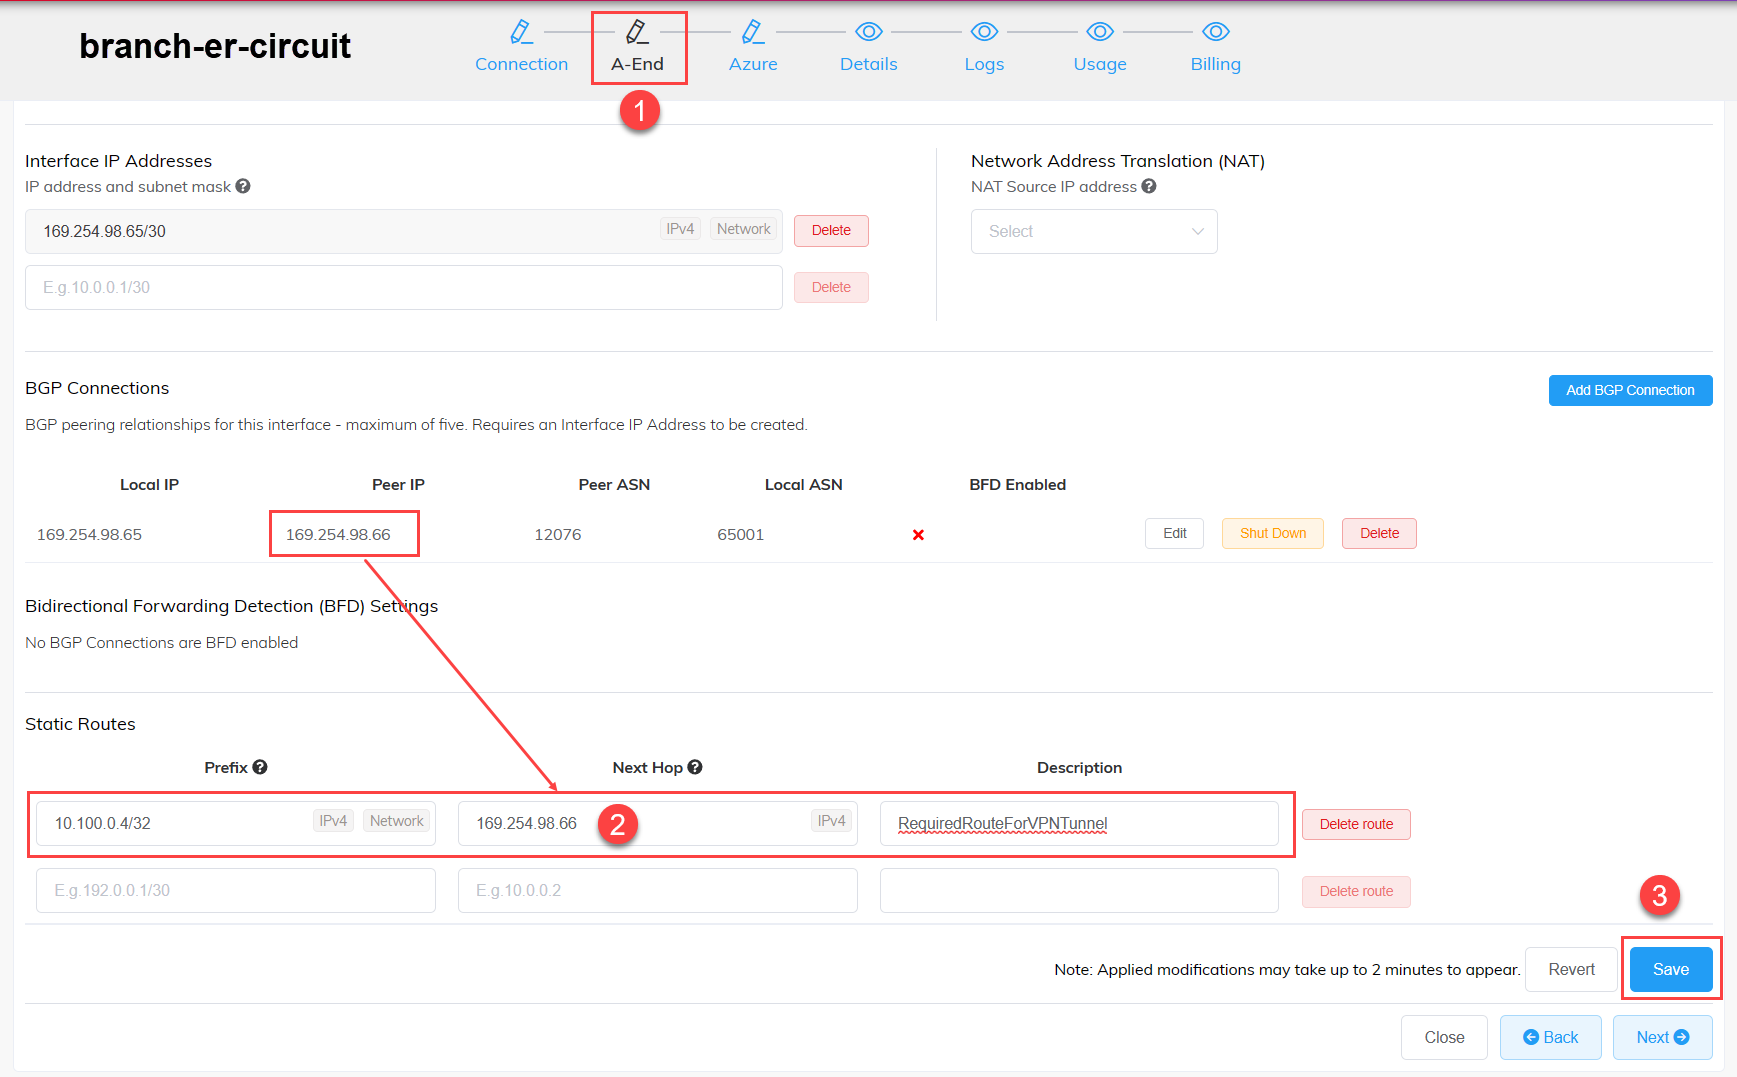 branch-er-circuit
Connection
A-End
Azure
Details
Logs
Usage
Billing
1
Interface IP Addresses
IP address and subnet mask ?
169.254.98.65/30 IPv4 Network Delete
E.g.10.0.0.1/30 Delete
Network Address Translation (NAT)
NAT Source IP address ?
Select
BGP Connections
Add BGP Connection
BGP peering relationships for this interface - maximum of five. Requires an Interface IP Address to be created.
Local IP Peer IP Peer ASN Local ASN BFD Enabled
169.254.98.65 169.254.98.66 12076 65001 Edit Shut Down Delete
Bidirectional Forwarding Detection (BFD) Settings
No BGP Connections are BFD enabled
Static Routes
Prefix ? Next Hop ? Description
10.100.0.4/32 IPv4 Network 169.254.98.66 2 IPv4 RequiredRouteForVPNTunnel Delete route
E.g.192.0.0.1/30 E.g.10.0.0.2 Delete route
3
Note: Applied modifications may take up to 2 minutes to appear. Revert Save
Close Back Next